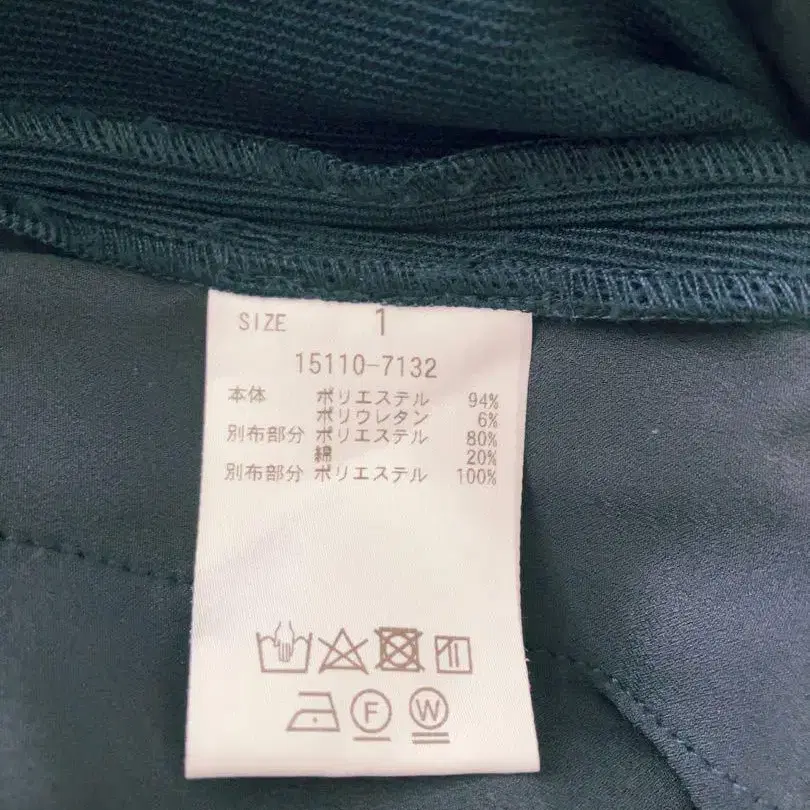 SIZE 1
15110-7132
本体 ポリエステル 94%
ポリウレタン 6%
別布部分 ポリエステル 80%
綿 20%
別布部分 ポリエステル 100%
F W